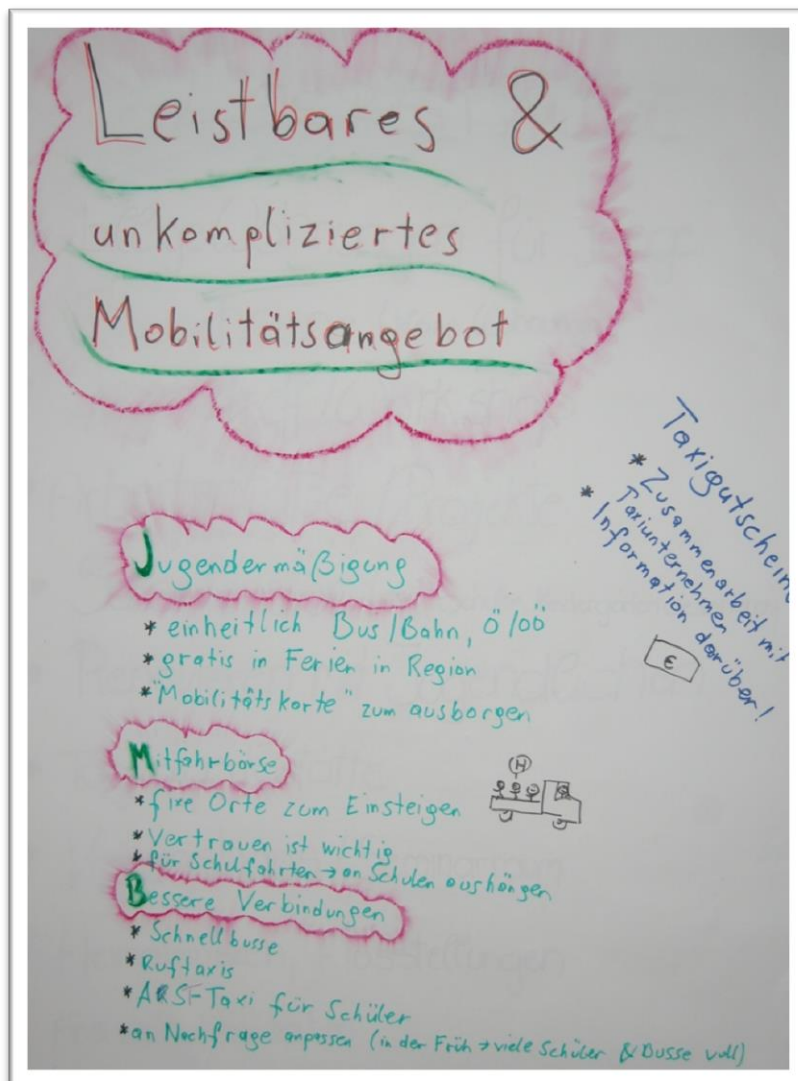 Leistbares &
unkompliziertes
Mobilitätsangebot
Taxigutscheine
* Zusammenarbeit mit
Taxiunternehmen
* Information darüber!
€
Jugendermäßigung
* einheitlich Bus/Bahn, Ö/OÖ
* gratis in Ferien in Region
* "Mobilitätskarte" zum ausborgen
Mitfahrbörse
H
* fixe Orte zum Einsteigen
* Vertrauen ist wichtig
* für Schulfahrten → an Schulen aushängen
Bessere Verbindungen
* Schnellbusse
* Ruftaxis
* Taxi für Schüler
* an Nachfrage anpassen (in der Früh → viele Schüler & Busse voll)